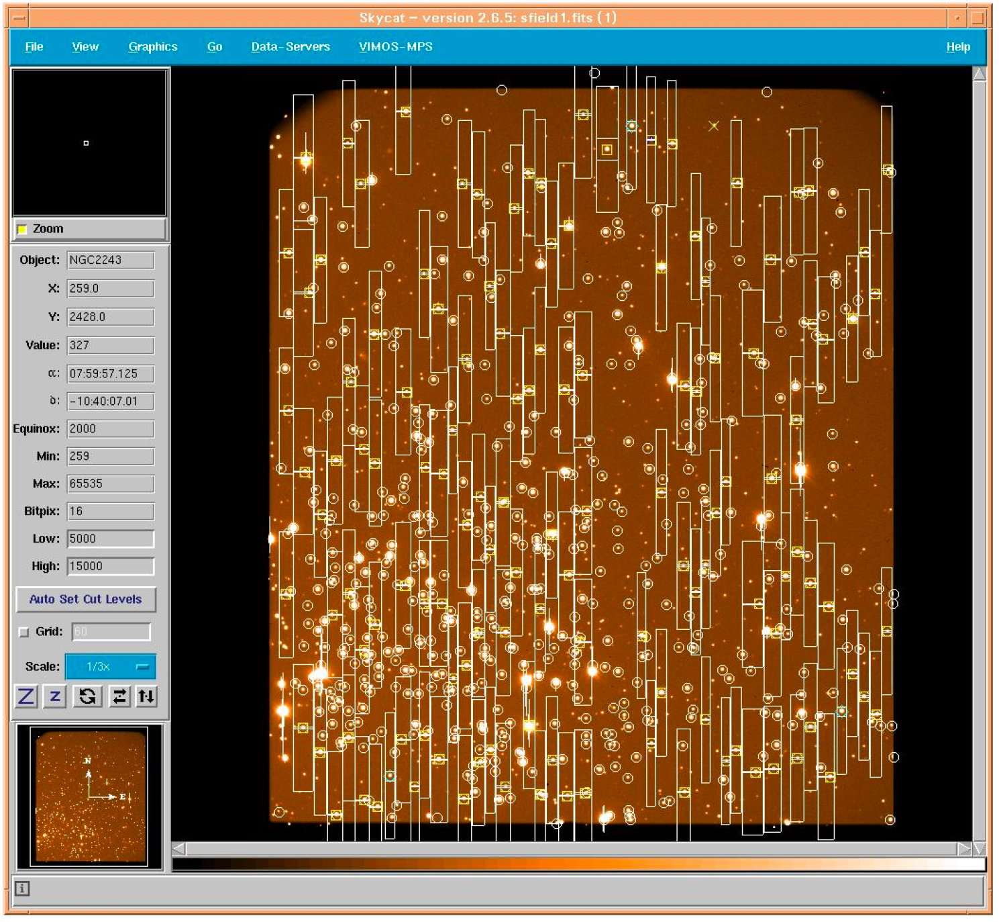 Skycat - version 2.6.5: sfield1.fits (1)
File View Graphics Go Data-Servers VIMOS-MPS Help
Zoom
Object: NGC2243
X: 259.0
Y: 2428.0
Value: 327
α: 07:59:57.125
δ: -10:40:07.01
Equinox: 2000
Min: 259
Max: 65535
Bitpix: 16
Low: 5000
High: 15000
Auto Set Cut Levels
Grid: 60
Scale: 1/3x
Z z
N
E
i